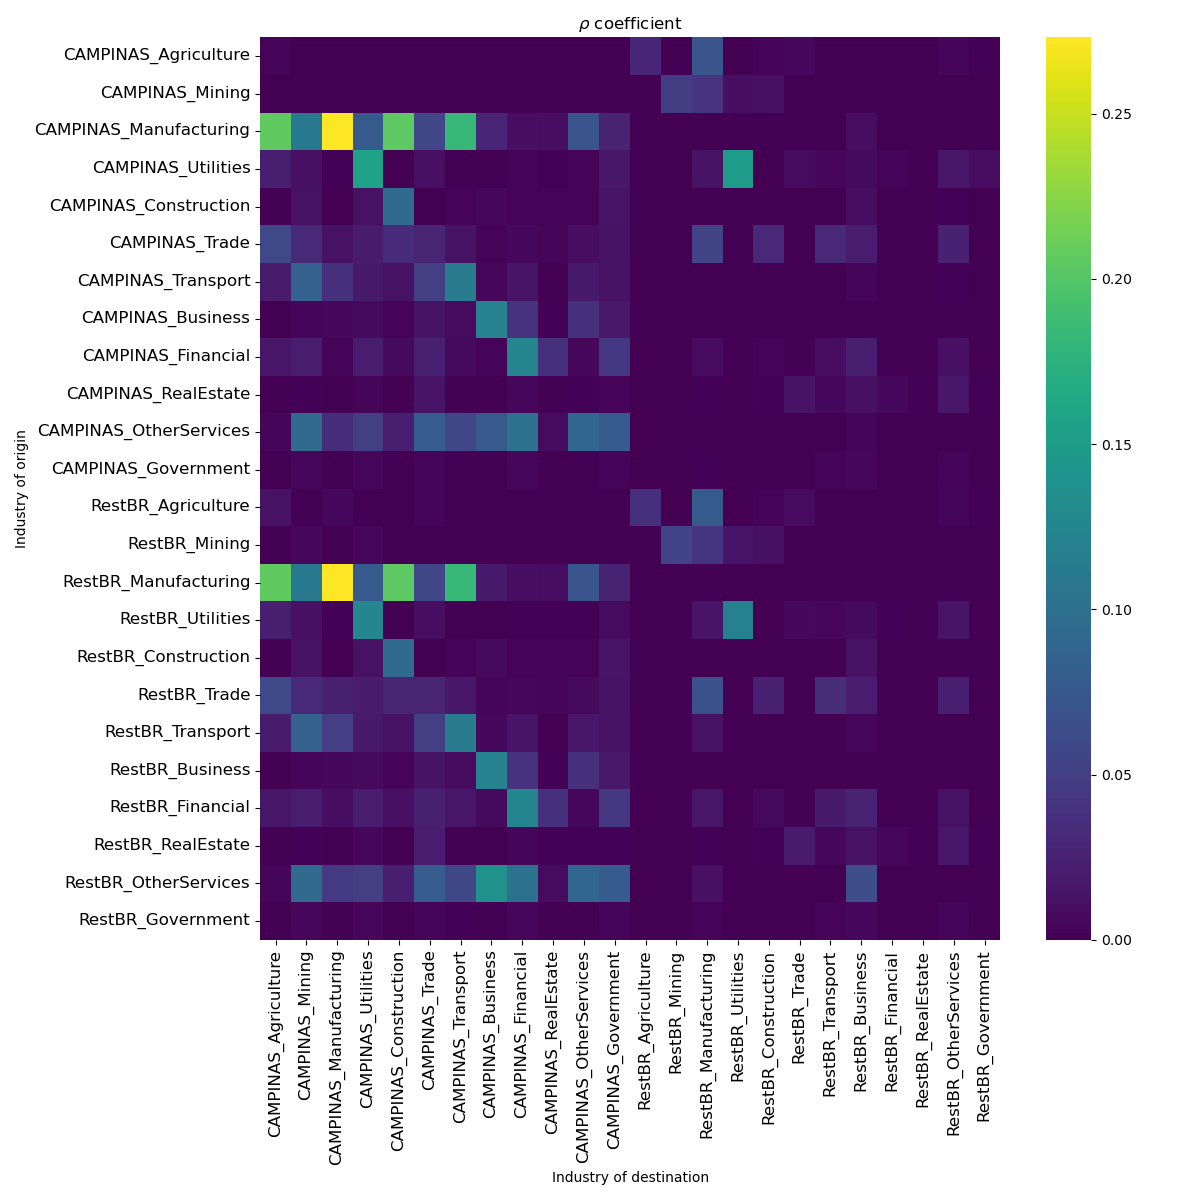 ρ coefficient
CAMPINAS_Agriculture
CAMPINAS_Mining
CAMPINAS_Manufacturing
CAMPINAS_Utilities
CAMPINAS_Construction
CAMPINAS_Trade
CAMPINAS_Transport
CAMPINAS_Business
CAMPINAS_Financial
CAMPINAS_RealEstate
CAMPINAS_OtherServices
CAMPINAS_Government
RestBR_Agriculture
RestBR_Mining
RestBR_Manufacturing
RestBR_Utilities
RestBR_Construction
RestBR_Trade
RestBR_Transport
RestBR_Business
RestBR_Financial
RestBR_RealEstate
RestBR_OtherServices
RestBR_Government
Industry of origin
CAMPINAS_Agriculture
CAMPINAS_Mining
CAMPINAS_Manufacturing
CAMPINAS_Utilities
CAMPINAS_Construction
CAMPINAS_Trade
CAMPINAS_Transport
CAMPINAS_Business
CAMPINAS_Financial
CAMPINAS_RealEstate
CAMPINAS_OtherServices
CAMPINAS_Government
RestBR_Agriculture
RestBR_Mining
RestBR_Manufacturing
RestBR_Utilities
RestBR_Construction
RestBR_Trade
RestBR_Transport
RestBR_Business
RestBR_Financial
RestBR_RealEstate
RestBR_OtherServices
RestBR_Government
Industry of destination
0.25
0.20
0.15
0.10
0.05
0.00